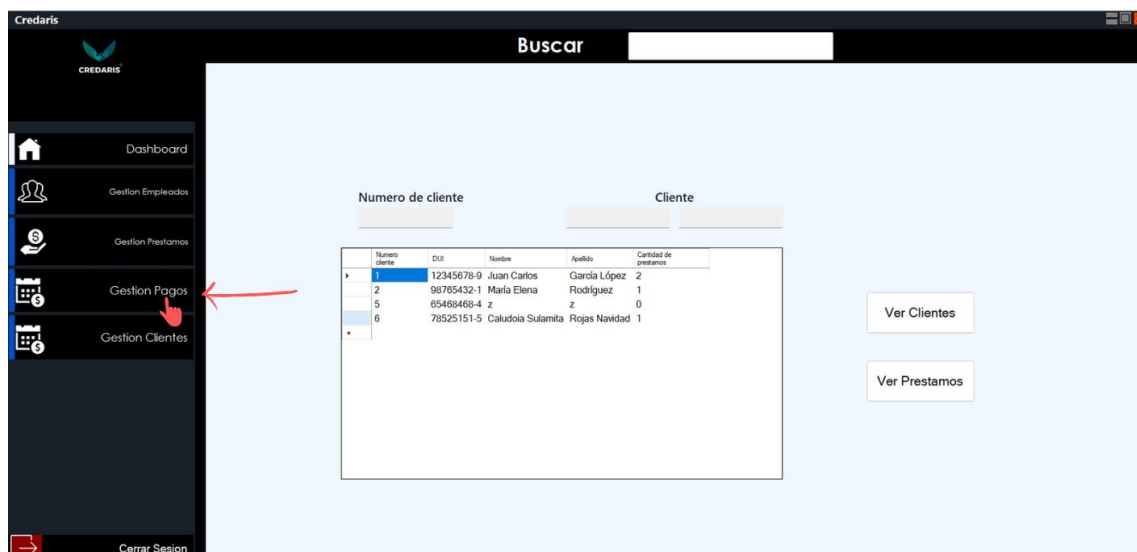 Credaris
Buscar
CREDARIS
Dashboard
Gestion Empleados
Gestion Prestamos
Gestion Pagos
Gestion Clientes
Cerrar Sesion
Numero de cliente Cliente
Numero cliente DUI Nombre Apellido Cantidad de prestamos
1 12345678-9 Juan Carlos García López 2
2 98765432-1 María Elena Rodríguez 1
5 65468468-4 z z 0
6 78525151-5 Caludoia Sulamita Rojas Navidad 1
Ver Clientes
Ver Prestamos